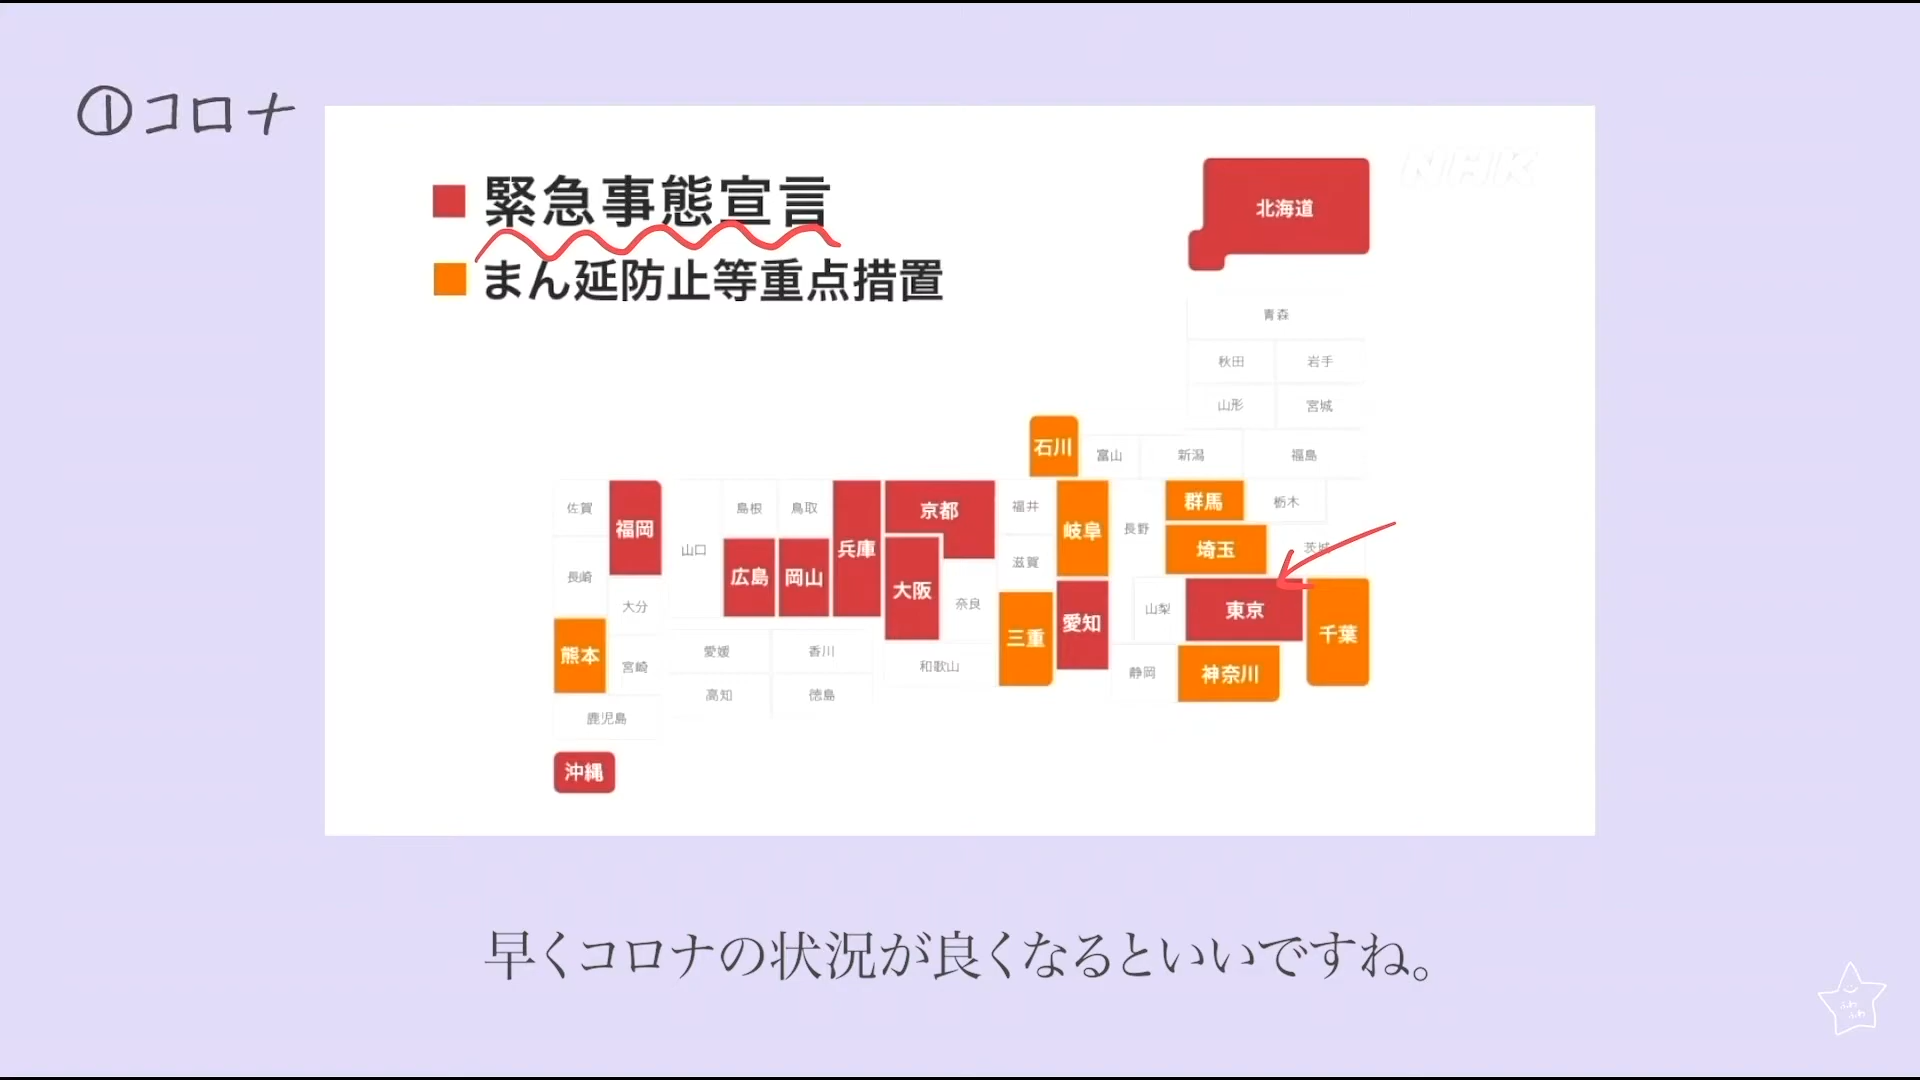 ①コロナ
緊急事態宣言
まん延防止等重点措置
NHK
北海道
青森
秋田 岩手
山形 宮城
石川 富山 新潟 福島
佐賀 福岡 島根 鳥取 兵庫 京都 福井 岐阜 長野 群馬 栃木
長崎 山口 広島 岡山 大阪 滋賀 埼玉 茨城
大分 奈良 三重 愛知 山梨 東京 千葉
熊本 宮崎 愛媛 香川 和歌山 静岡 神奈川
鹿児島 高知 徳島
沖縄
早くコロナの状況が良くなるといいですね。
ふわ
ふわ